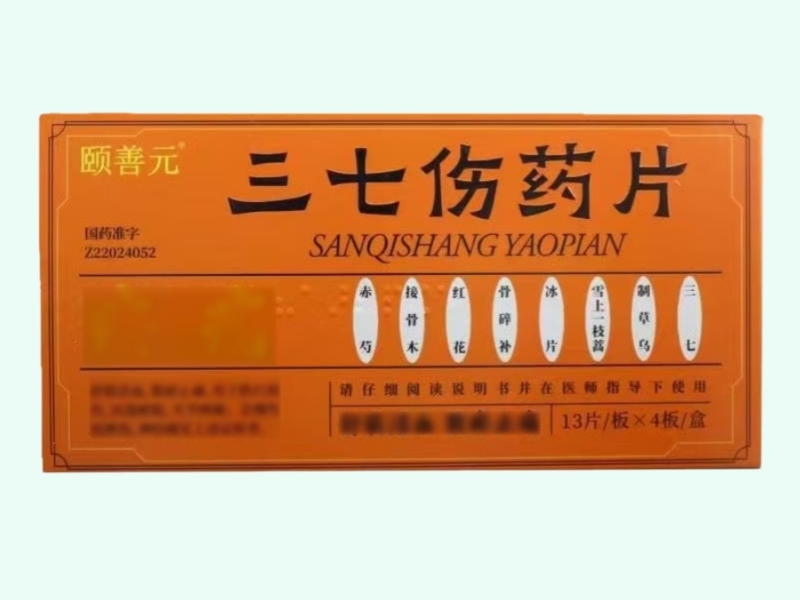 颐善元®
三七伤药片
SANQISHANG YAOPIAN
国药准字
Z22024052
赤芍
接骨木
红花
骨碎补
冰片
雪上一枝蒿
制草乌
三七
请仔细阅读说明书并在医师指导下使用
13片/板×4板/盒